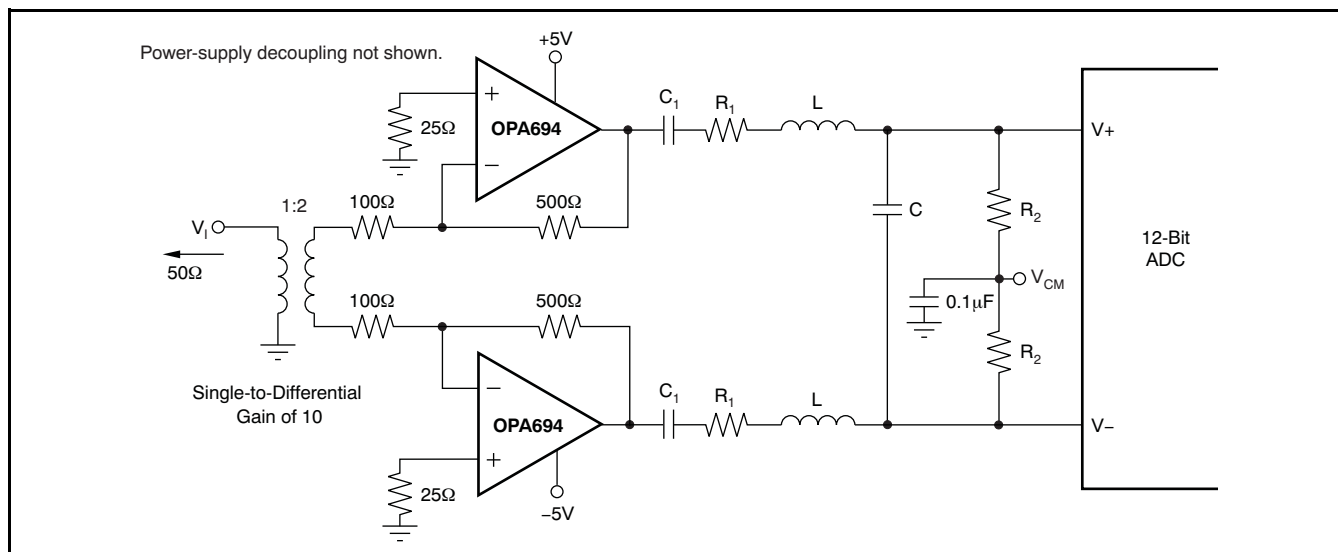 Power-supply decoupling not shown.
+5V
+
25Ω
OPA694
−
C1
R1
L
V+
1:2
100Ω
500Ω
VI
50Ω
C
R2
12-Bit
ADC
VCM
0.1μF
100Ω
500Ω
R2
Single-to-Differential
Gain of 10
−
OPA694
+
C1
R1
L
V−
25Ω
−5V